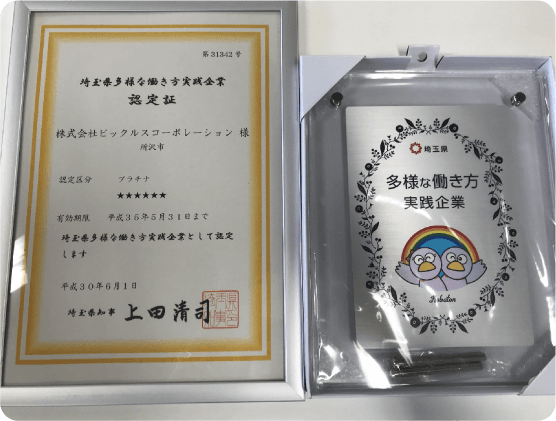 第31342号
埼玉県多様な働き方実践企業
認定証
株式会社ビックルスコーポレーション 様
所沢市
認定区分 プラチナ
★★★★★★
有効期限 平成35年5月31日まで
埼玉県多様な働き方実践企業として認定
します
平成30年6月1日
埼玉県知事 上田清司
埼玉県
多様な働き方
実践企業
Kobaton